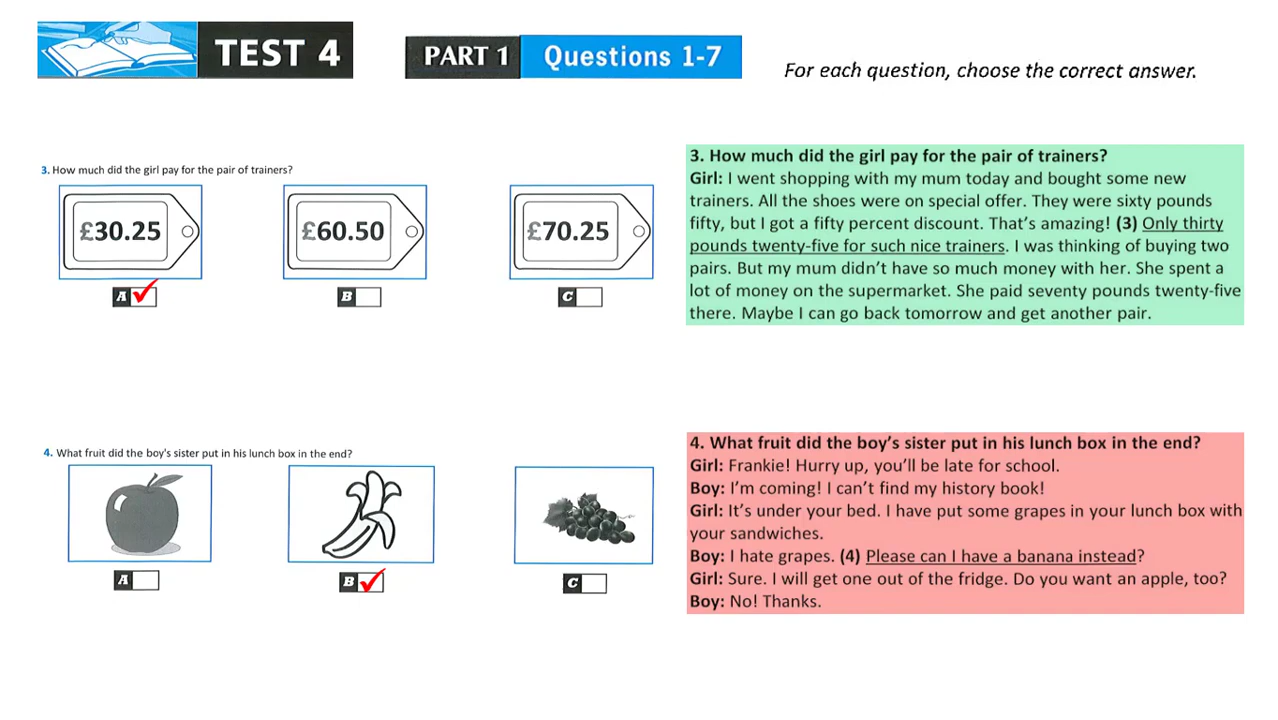 TEST 4
PART 1 Questions 1-7
For each question, choose the correct answer.
3. How much did the girl pay for the pair of trainers?
£30.25
£60.50
£70.25
A
B
C
3. How much did the girl pay for the pair of trainers?
Girl: I went shopping with my mum today and bought some new
trainers. All the shoes were on special offer. They were sixty pounds
fifty, but I got a fifty percent discount. That's amazing! (3) Only thirty
pounds twenty-five for such nice trainers. I was thinking of buying two
pairs. But my mum didn't have so much money with her. She spent a
lot of money on the supermarket. She paid seventy pounds twenty-five
there. Maybe I can go back tomorrow and get another pair.
4. What fruit did the boy's sister put in his lunch box in the end?
A
B
C
4. What fruit did the boy's sister put in his lunch box in the end?
Girl: Frankie! Hurry up, you'll be late for school.
Boy: I'm coming! I can't find my history book!
Girl: It's under your bed. I have put some grapes in your lunch box with
your sandwiches.
Boy: I hate grapes. (4) Please can I have a banana instead?
Girl: Sure. I will get one out of the fridge. Do you want an apple, too?
Boy: No! Thanks.